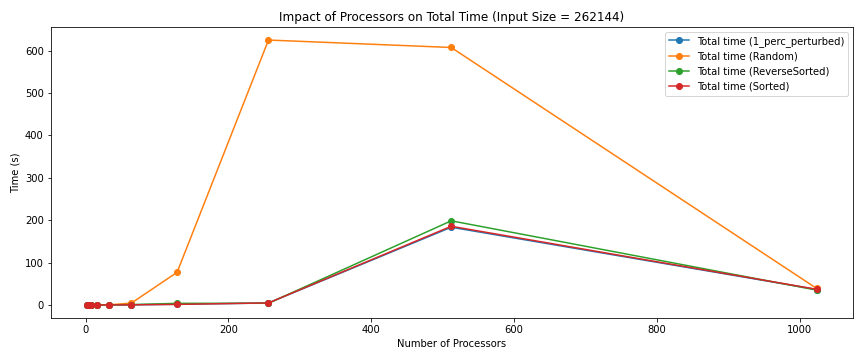 Impact of Processors on Total Time (Input Size = 262144)
Total time (1_perc_perturbed)
Total time (Random)
Total time (ReverseSorted)
Total time (Sorted)
Time (s)
600
500
400
300
200
100
0
0 200 400 600 800 1000
Number of Processors